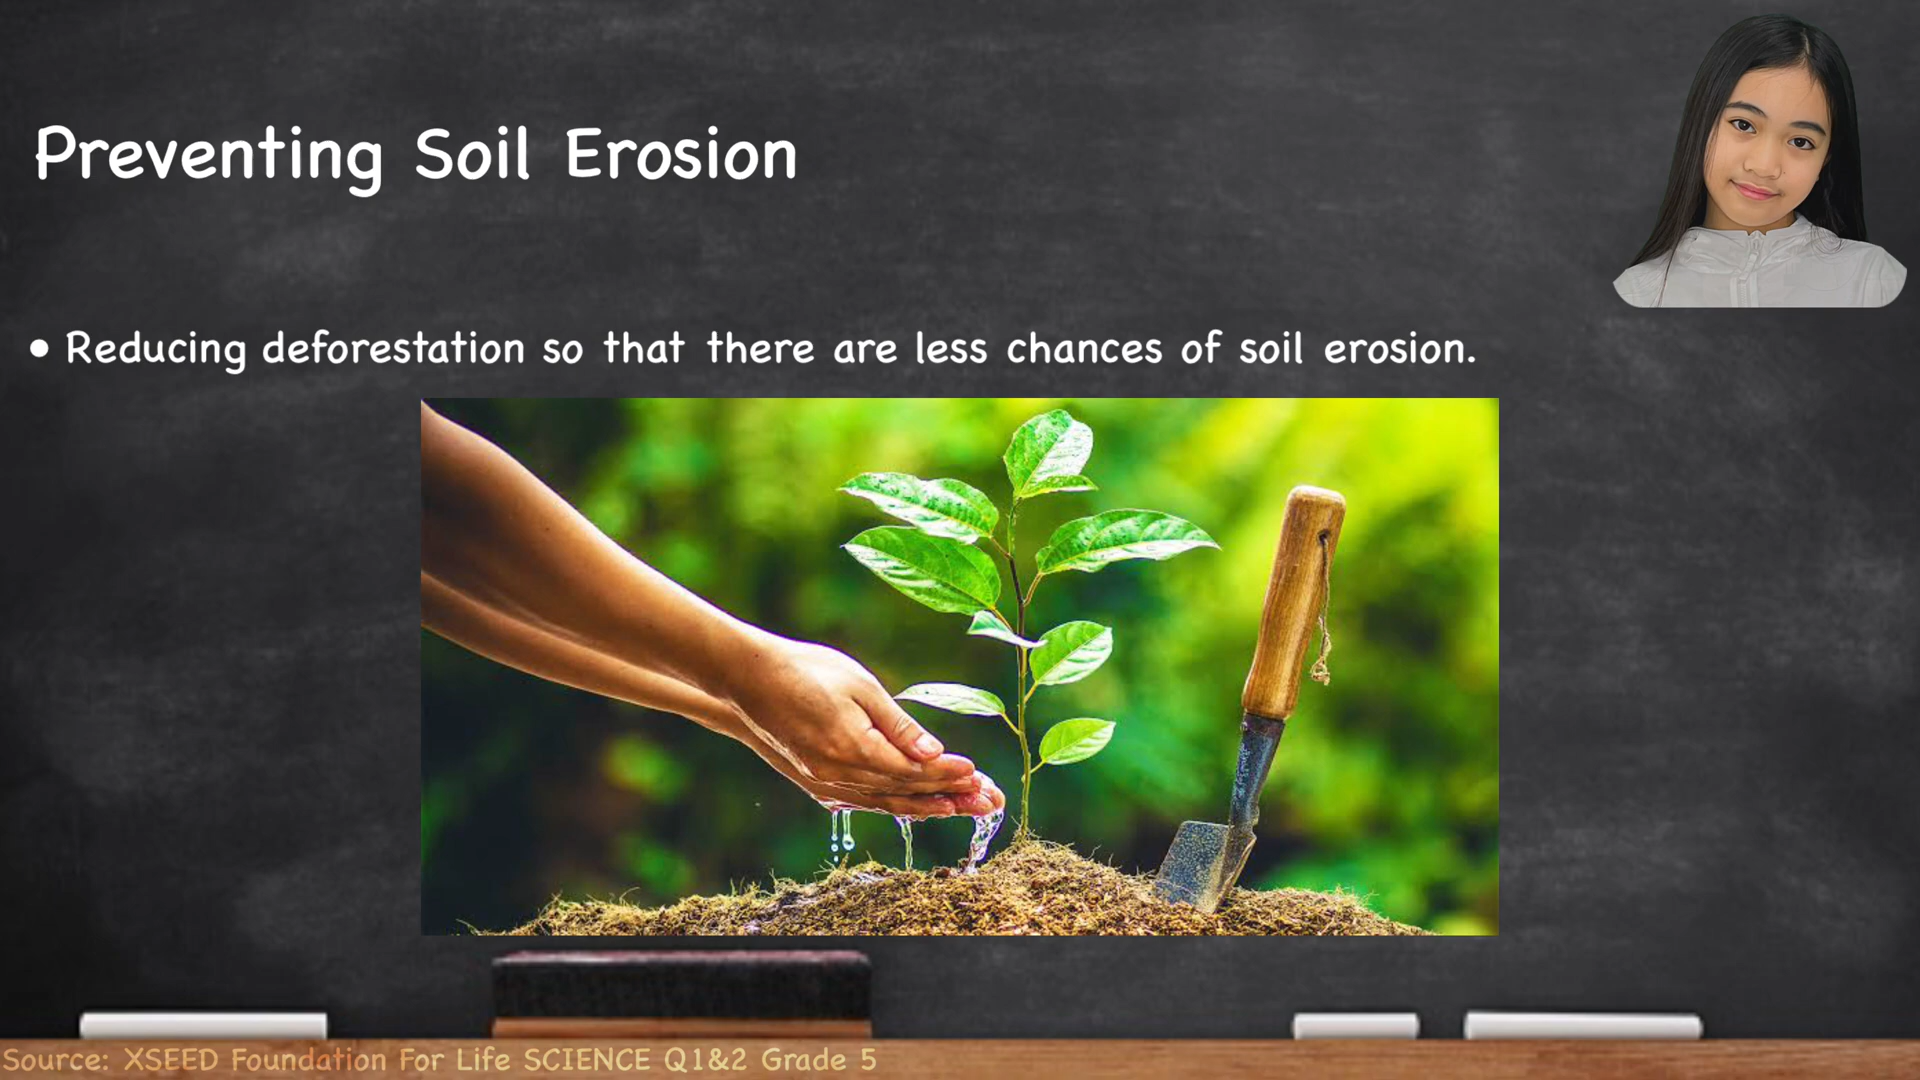 Preventing Soil Erosion
• Reducing deforestation so that there are less chances of soil erosion.
Source: XSEED Foundation For Life SCIENCE Q1&2 Grade 5